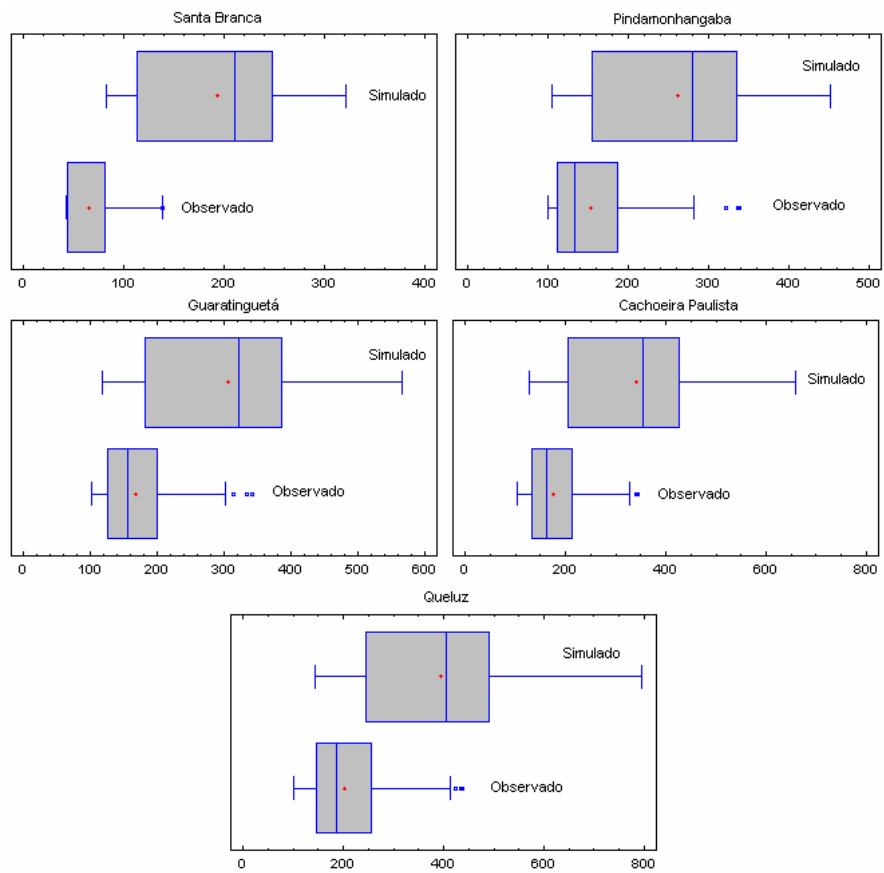 Santa Branca
Simulado
Observado
0 100 200 300 400
Pindamonhangaba
Simulado
Observado
0 100 200 300 400 500
Guaratinguetá
Simulado
Observado
0 100 200 300 400 500 600
Cachoeira Paulista
Simulado
Observado
0 200 400 600 800
Queluz
Simulado
Observado
0 200 400 600 800